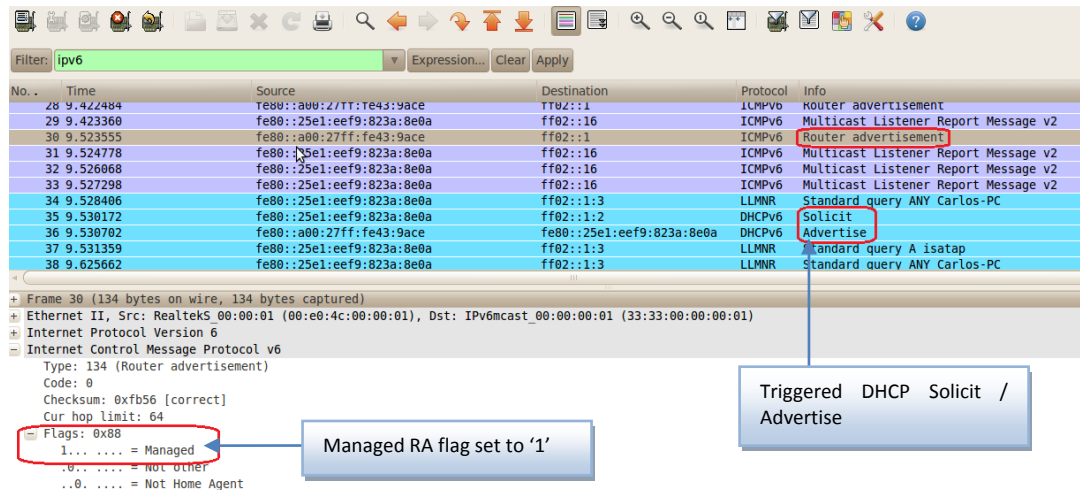 Filter: ipv6 Expression... Clear Apply
No. . Time Source Destination Protocol Info
28 9.422484 fe80::a00:27ff:fe43:9ace ff02::1 ICMPv6 Router advertisement
29 9.423360 fe80::25e1:eef9:823a:8e0a ff02::16 ICMPv6 Multicast Listener Report Message v2
30 9.523555 fe80::a00:27ff:fe43:9ace ff02::1 ICMPv6 Router advertisement
31 9.524778 fe80::25e1:eef9:823a:8e0a ff02::16 ICMPv6 Multicast Listener Report Message v2
32 9.526068 fe80::25e1:eef9:823a:8e0a ff02::16 ICMPv6 Multicast Listener Report Message v2
33 9.527298 fe80::25e1:eef9:823a:8e0a ff02::16 ICMPv6 Multicast Listener Report Message v2
34 9.528406 fe80::25e1:eef9:823a:8e0a ff02::1:3 LLMNR Standard query ANY Carlos-PC
35 9.530172 fe80::25e1:eef9:823a:8e0a ff02::1:2 DHCPv6 Solicit
36 9.530702 fe80::a00:27ff:fe43:9ace fe80::25e1:eef9:823a:8e0a DHCPv6 Advertise
37 9.531359 fe80::25e1:eef9:823a:8e0a ff02::1:3 LLMNR Standard query A isatap
38 9.625662 fe80::25e1:eef9:823a:8e0a ff02::1:3 LLMNR Standard query ANY Carlos-PC
Frame 30 (134 bytes on wire, 134 bytes captured)
Ethernet II, Src: RealtekS_00:00:01 (00:e0:4c:00:00:01), Dst: IPv6mcast_00:00:00:01 (33:33:00:00:00:01)
Internet Protocol Version 6
Internet Control Message Protocol v6
Type: 134 (Router advertisement)
Code: 0
Checksum: 0xfb56 [correct]
Cur hop limit: 64
Flags: 0x88
1... .... = Managed
.0.. .... = Not other
..0. .... = Not Home Agent
Managed RA flag set to ‘1’
Triggered DHCP Solicit /
Advertise